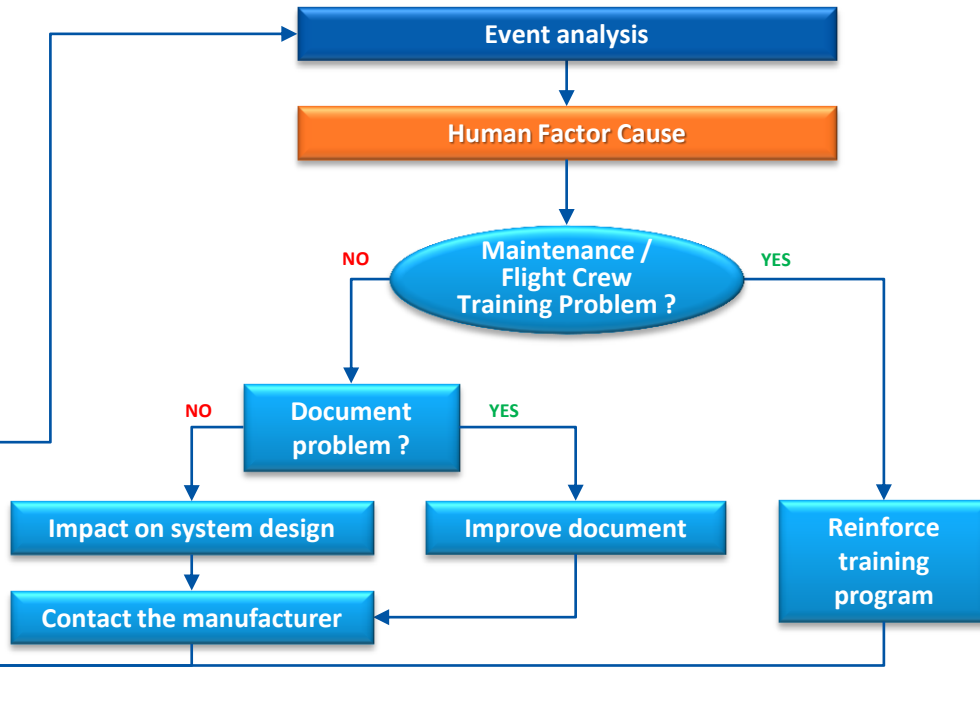 Event analysis
Human Factor Cause
NO
Maintenance /
Flight Crew
Training Problem ?
YES
NO
Document
problem ?
YES
Impact on system design
Improve document
Reinforce
training
program
Contact the manufacturer